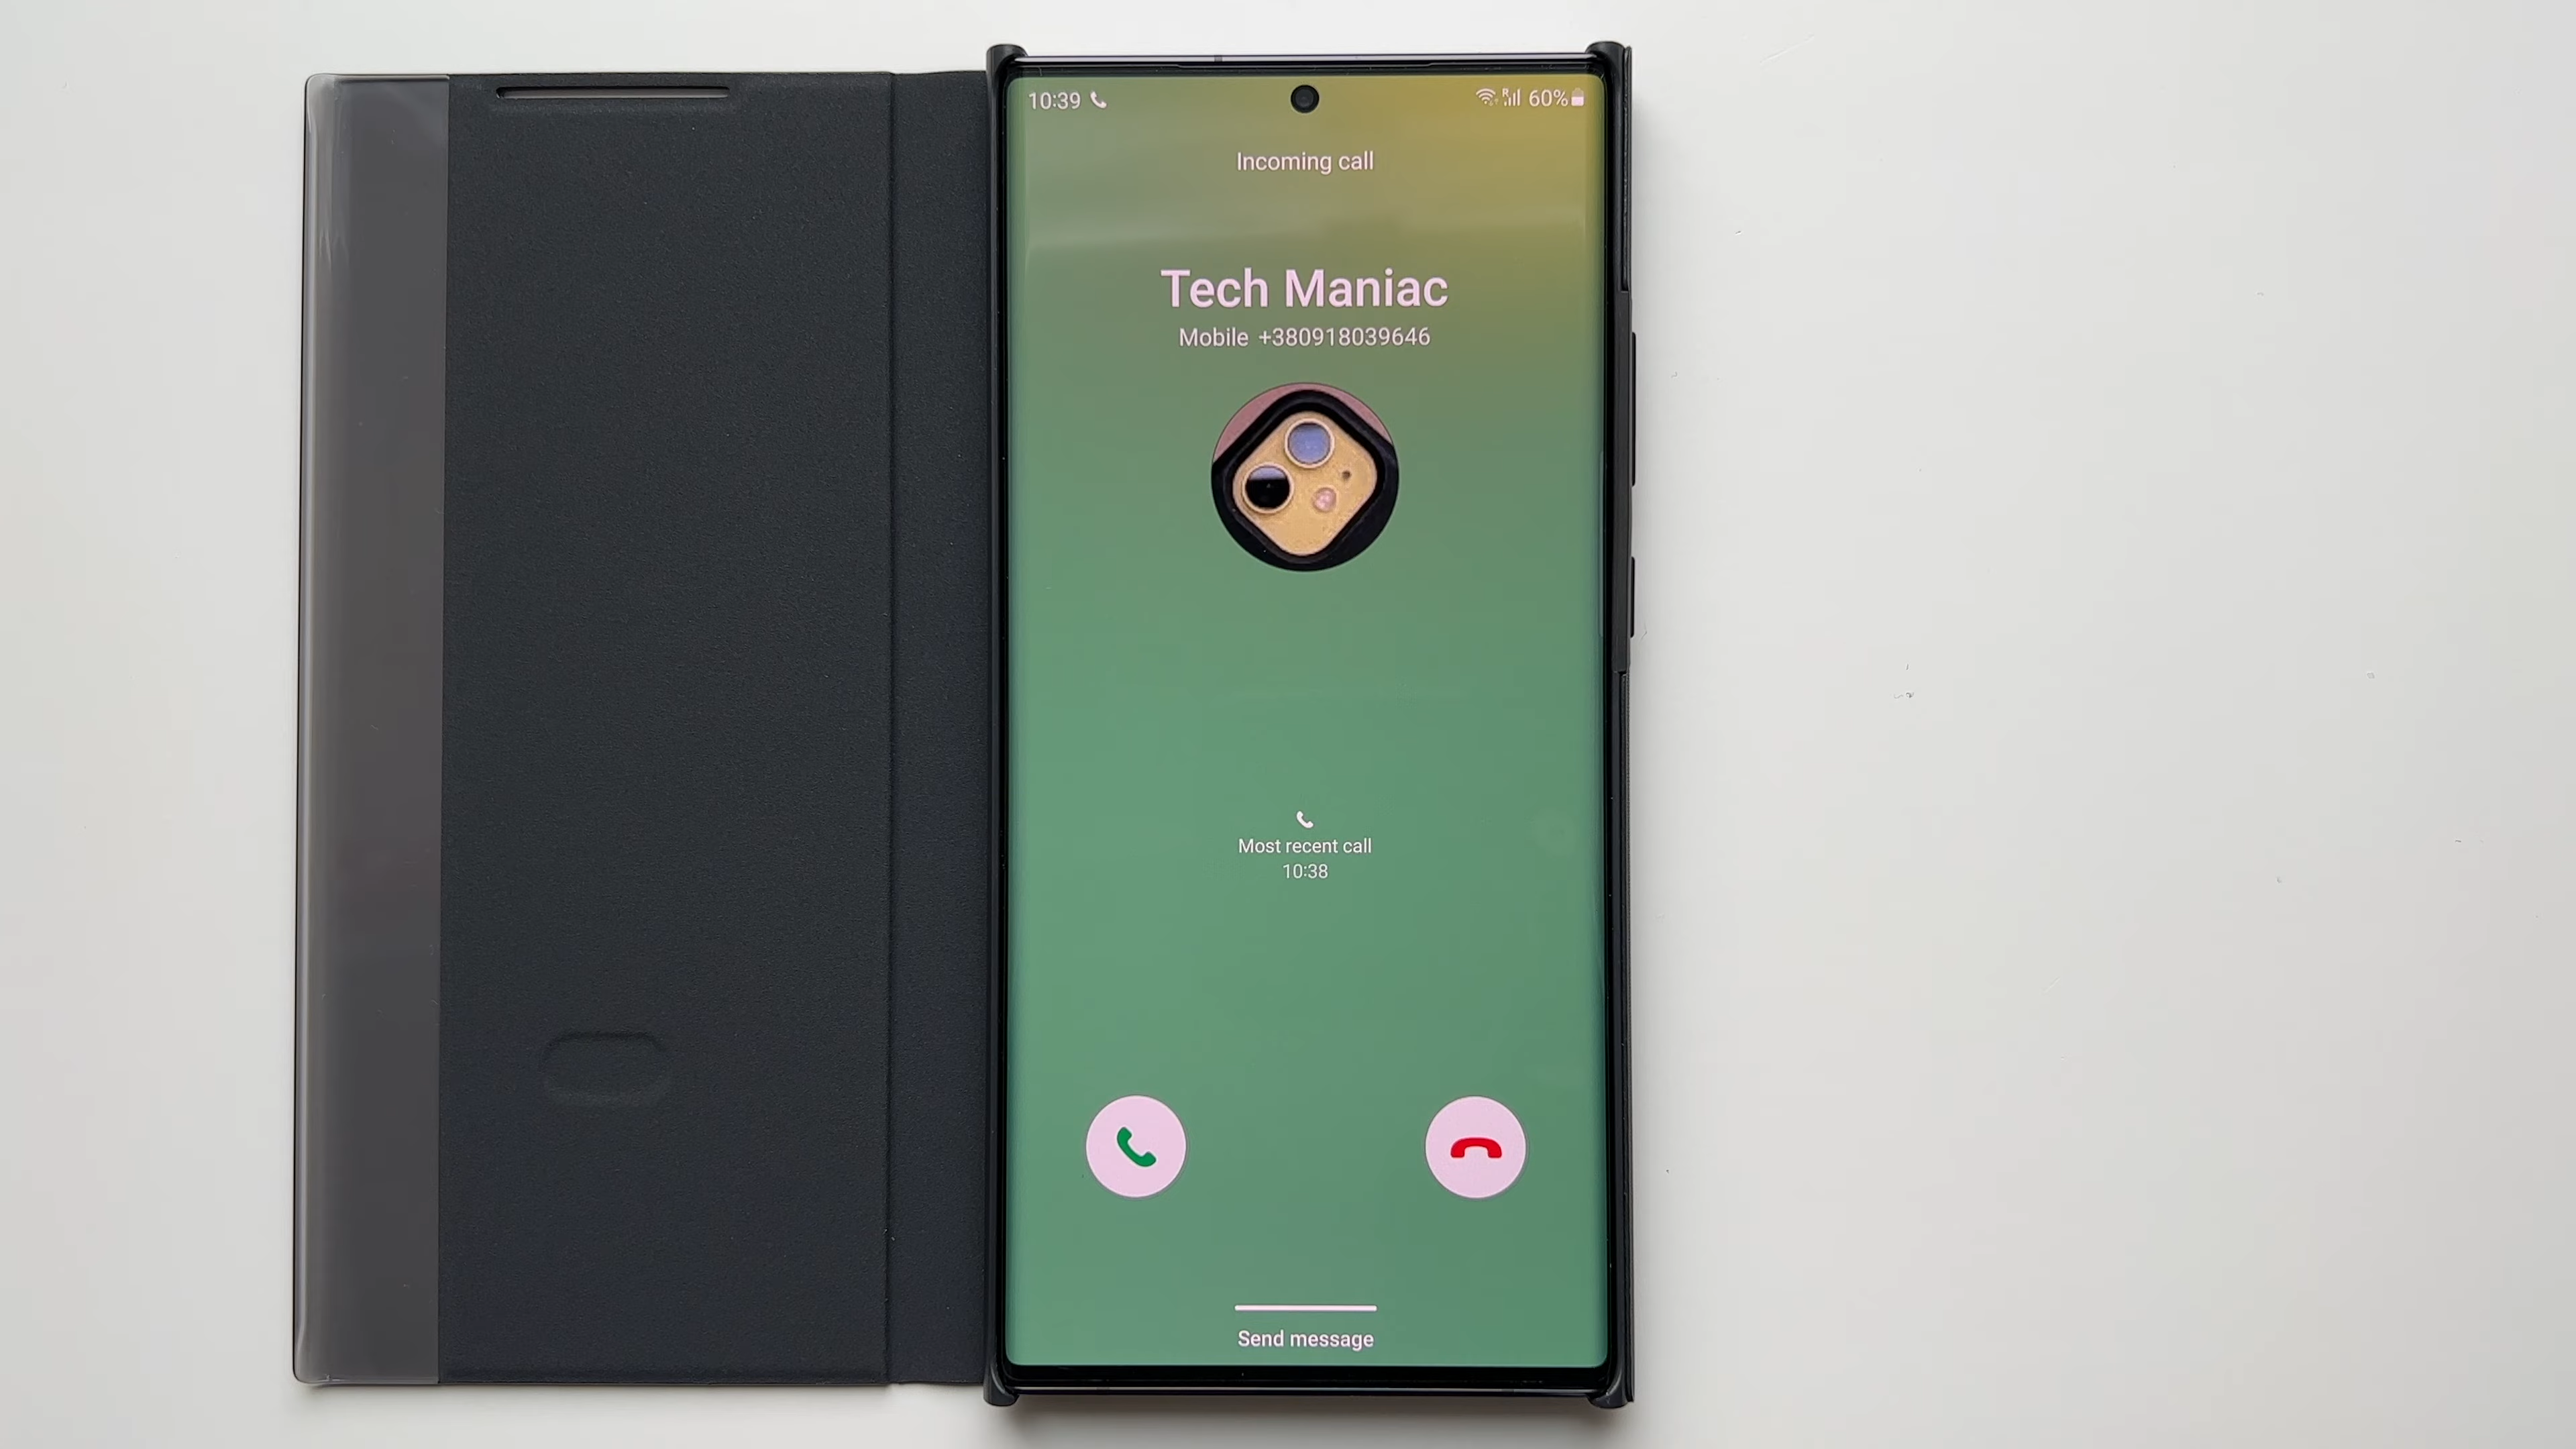 10:39
R 60%
Incoming call
Tech Maniac
Mobile +380918039646
Most recent call
10:38
Send message